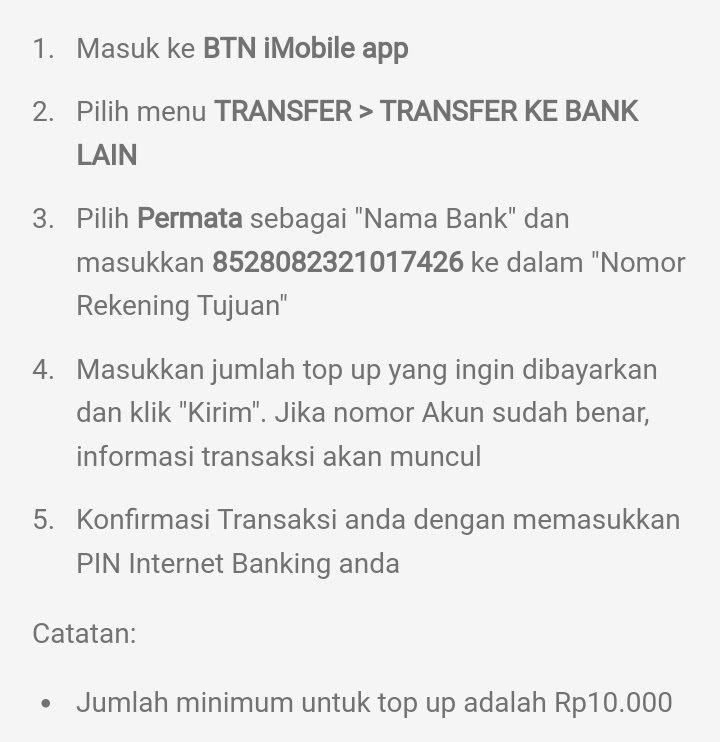 1. Masuk ke BTN iMobile app
2. Pilih menu TRANSFER > TRANSFER KE BANK
LAIN
3. Pilih Permata sebagai "Nama Bank" dan
masukkan 8528082321017426 ke dalam "Nomor
Rekening Tujuan"
4. Masukkan jumlah top up yang ingin dibayarkan
dan klik "Kirim". Jika nomor Akun sudah benar,
informasi transaksi akan muncul
5. Konfirmasi Transaksi anda dengan memasukkan
PIN Internet Banking anda
Catatan:
• Jumlah minimum untuk top up adalah Rp10.000